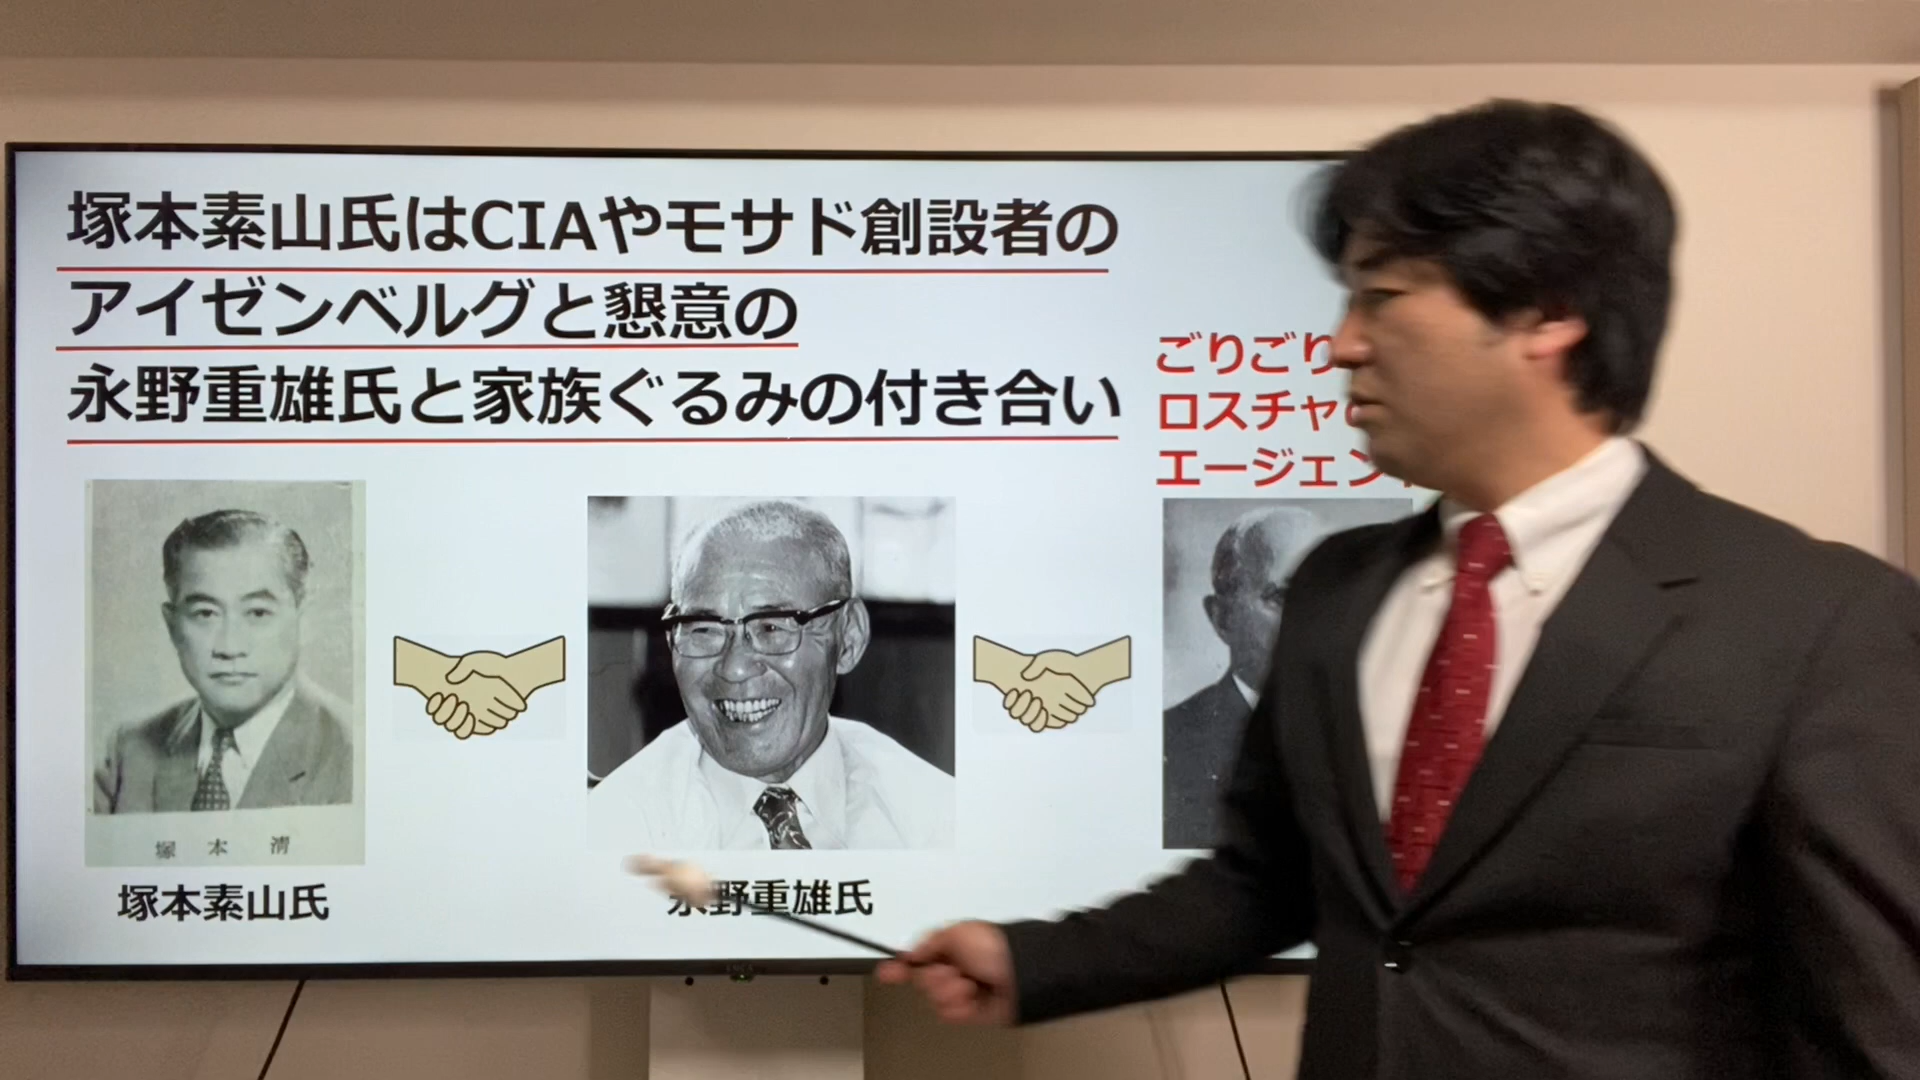 塚本素山氏はCIAやモサド創設者の
アイゼンベルグと懇意の
永野重雄氏と家族ぐるみの付き合い
ごりごり
ロスチャ
エージェン
塚本清
塚本素山氏
永野重雄氏